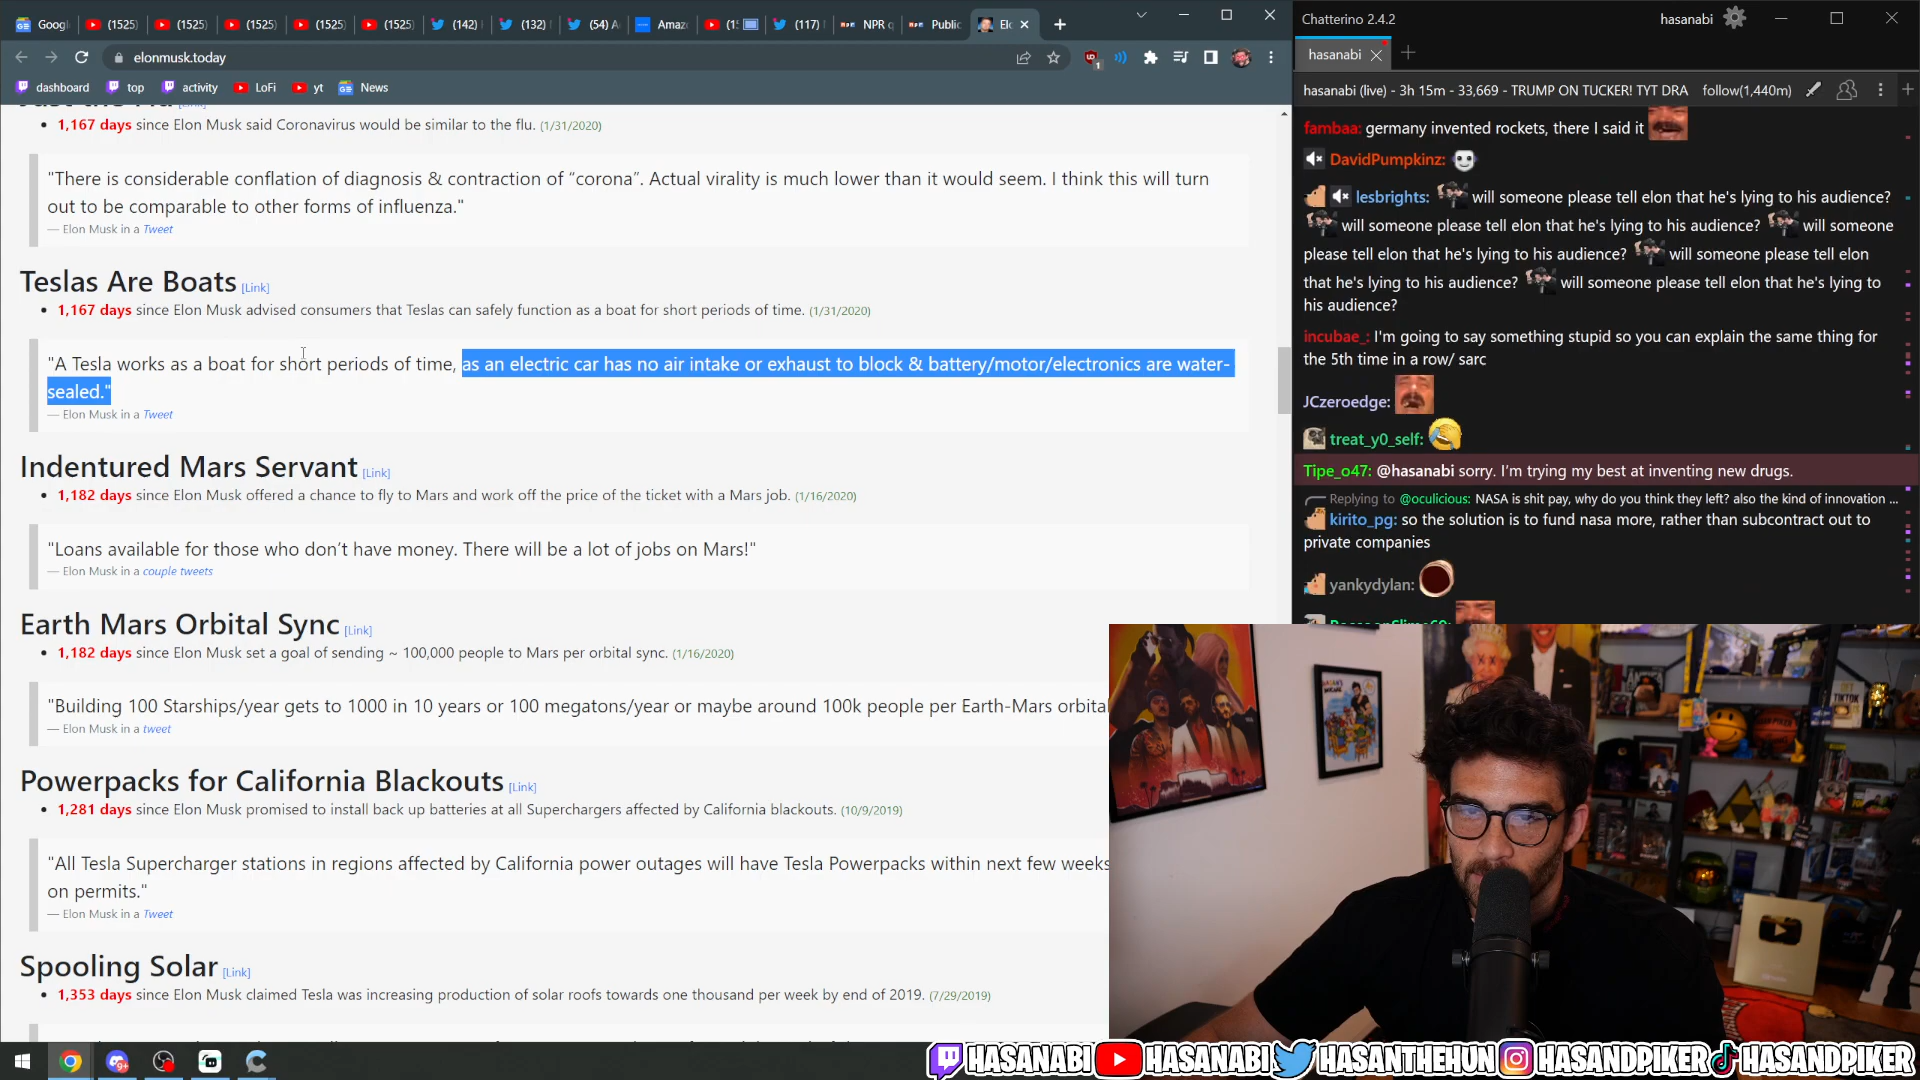 Googl
(1525)
(1525)
(1525)
(1525)
(1525
(142)
(132)
(54) A
Amaz
(117)
NPR q
Public
Elc
elonmusk.today
dashboard
top
activity
LoFi
yt
News
[Link]
1,167 days since Elon Musk said Coronavirus would be similar to the flu. (1/31/2020)
"There is considerable conflation of diagnosis & contraction of “corona”. Actual virality is much lower than it would seem. I think this will turn
out to be comparable to other forms of influenza."
— Elon Musk in a Tweet
Teslas Are Boats [Link]
1,167 days since Elon Musk advised consumers that Teslas can safely function as a boat for short periods of time. (1/31/2020)
"A Tesla works as a boat for short periods of time, as an electric car has no air intake or exhaust to block & battery/motor/electronics are water-
sealed."
— Elon Musk in a Tweet
Indentured Mars Servant [Link]
1,182 days since Elon Musk offered a chance to fly to Mars and work off the price of the ticket with a Mars job. (1/16/2020)
"Loans available for those who don’t have money. There will be a lot of jobs on Mars!"
— Elon Musk in a couple tweets
Earth Mars Orbital Sync [Link]
1,182 days since Elon Musk set a goal of sending ~ 100,000 people to Mars per orbital sync. (1/16/2020)
"Building 100 Starships/year gets to 1000 in 10 years or 100 megatons/year or maybe around 100k people per Earth-Mars orbital
— Elon Musk in a tweet
Powerpacks for California Blackouts [Link]
1,281 days since Elon Musk promised to install back up batteries at all Superchargers affected by California blackouts. (10/9/2019)
"All Tesla Supercharger stations in regions affected by California power outages will have Tesla Powerpacks within next few weeks
on permits."
— Elon Musk in a Tweet
Spooling Solar [Link]
1,353 days since Elon Musk claimed Tesla was increasing production of solar roofs towards one thousand per week by end of 2019. (7/29/2019)
Chatterino 2.4.2
hasanabi
hasanabi
hasanabi (live) - 3h 15m - 33,669 - TRUMP ON TUCKER! TYT DRA
follow(1,440m)
fambaa: germany invented rockets, there I said it
DavidPumpkinz:
lesbrights: will someone please tell elon that he's lying to his audience?
will someone please tell elon that he's lying to his audience? will someone
please tell elon that he's lying to his audience? will someone please tell elon
that he's lying to his audience? will someone please tell elon that he's lying to
his audience?
incubae_: I'm going to say something stupid so you can explain the same thing for
the 5th time in a row/ sarc
JCzeroedge:
treat_y0_self:
Tipe_o47: @hasanabi sorry. I’m trying my best at inventing new drugs.
Replying to @oculicious: NASA is shit pay, why do you think they left? also the kind of innovation ...
kirito_pg: so the solution is to fund nasa more, rather than subcontract out to
private companies
yankydylan:
HASANABI
HASANABI
HASANTHEHUN
HASANDPIKER
HASANDPIKER